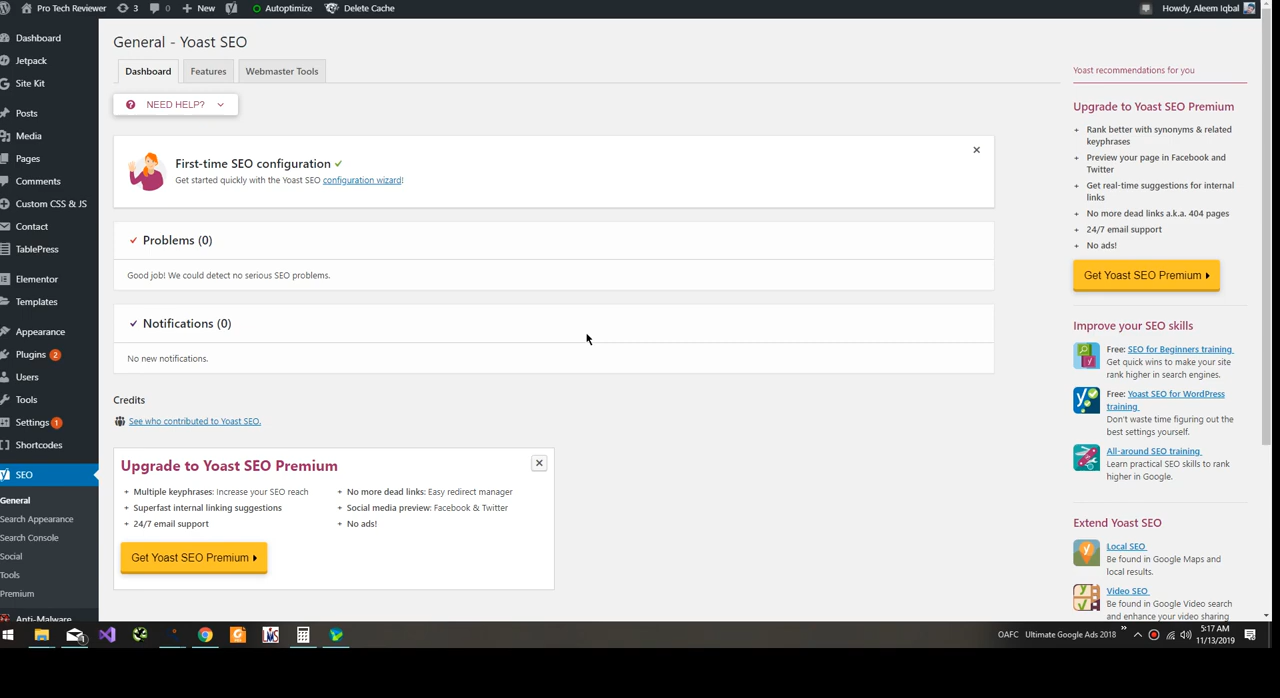 Pro Tech Reviewer
3
0
New
Autoptimize
Delete Cache
Howdy, Aleem Iqbal
Dashboard
Jetpack
Site Kit
Posts
Media
Pages
Comments
Custom CSS & JS
Contact
TablePress
Elementor
Templates
Appearance
Plugins 2
Users
Tools
Settings 1
Shortcodes
SEO
General
Search Appearance
Search Console
Social
Tools
Premium
Anti-Malware
General - Yoast SEO
Dashboard
Features
Webmaster Tools
NEED HELP?
First-time SEO configuration
Get started quickly with the Yoast SEO configuration wizard!
Problems (0)
Good job! We could detect no serious SEO problems.
Notifications (0)
No new notifications.
Credits
See who contributed to Yoast SEO.
Upgrade to Yoast SEO Premium
+ Multiple keyphrases: Increase your SEO reach
+ Superfast internal linking suggestions
+ 24/7 email support
+ No more dead links: Easy redirect manager
+ Social media preview: Facebook & Twitter
+ No ads!
Get Yoast SEO Premium
Yoast recommendations for you
Upgrade to Yoast SEO Premium
+ Rank better with synonyms & related
keyphrases
+ Preview your page in Facebook and
Twitter
+ Get real-time suggestions for internal
links
+ No more dead links a.k.a. 404 pages
+ 24/7 email support
+ No ads!
Get Yoast SEO Premium
Improve your SEO skills
Free: SEO for Beginners training
Get quick wins to make your site
rank higher in search engines.
Free: Yoast SEO for WordPress
training
Don't waste time figuring out the
best settings yourself.
All-around SEO training
Learn practical SEO skills to rank
higher in Google.
Extend Yoast SEO
Local SEO
Be found in Google Maps and
local results.
Video SEO
Be found in Google Video search
and enhance your video sharing
OAFC
Ultimate Google Ads 2018
5:17 AM
11/13/2019